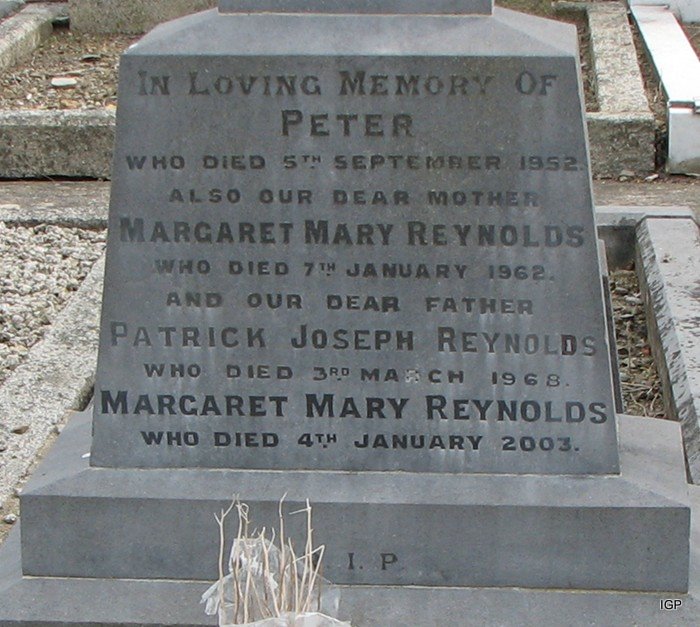 In Loving Memory Of
Peter
who died 5th September 1952.
also our dear mother
Margaret Mary Reynolds
who died 7th January 1962.
and our dear father
Patrick Joseph Reynolds
who died 3rd March 1968.
Margaret Mary Reynolds
who died 4th January 2003.
I. P
IGP